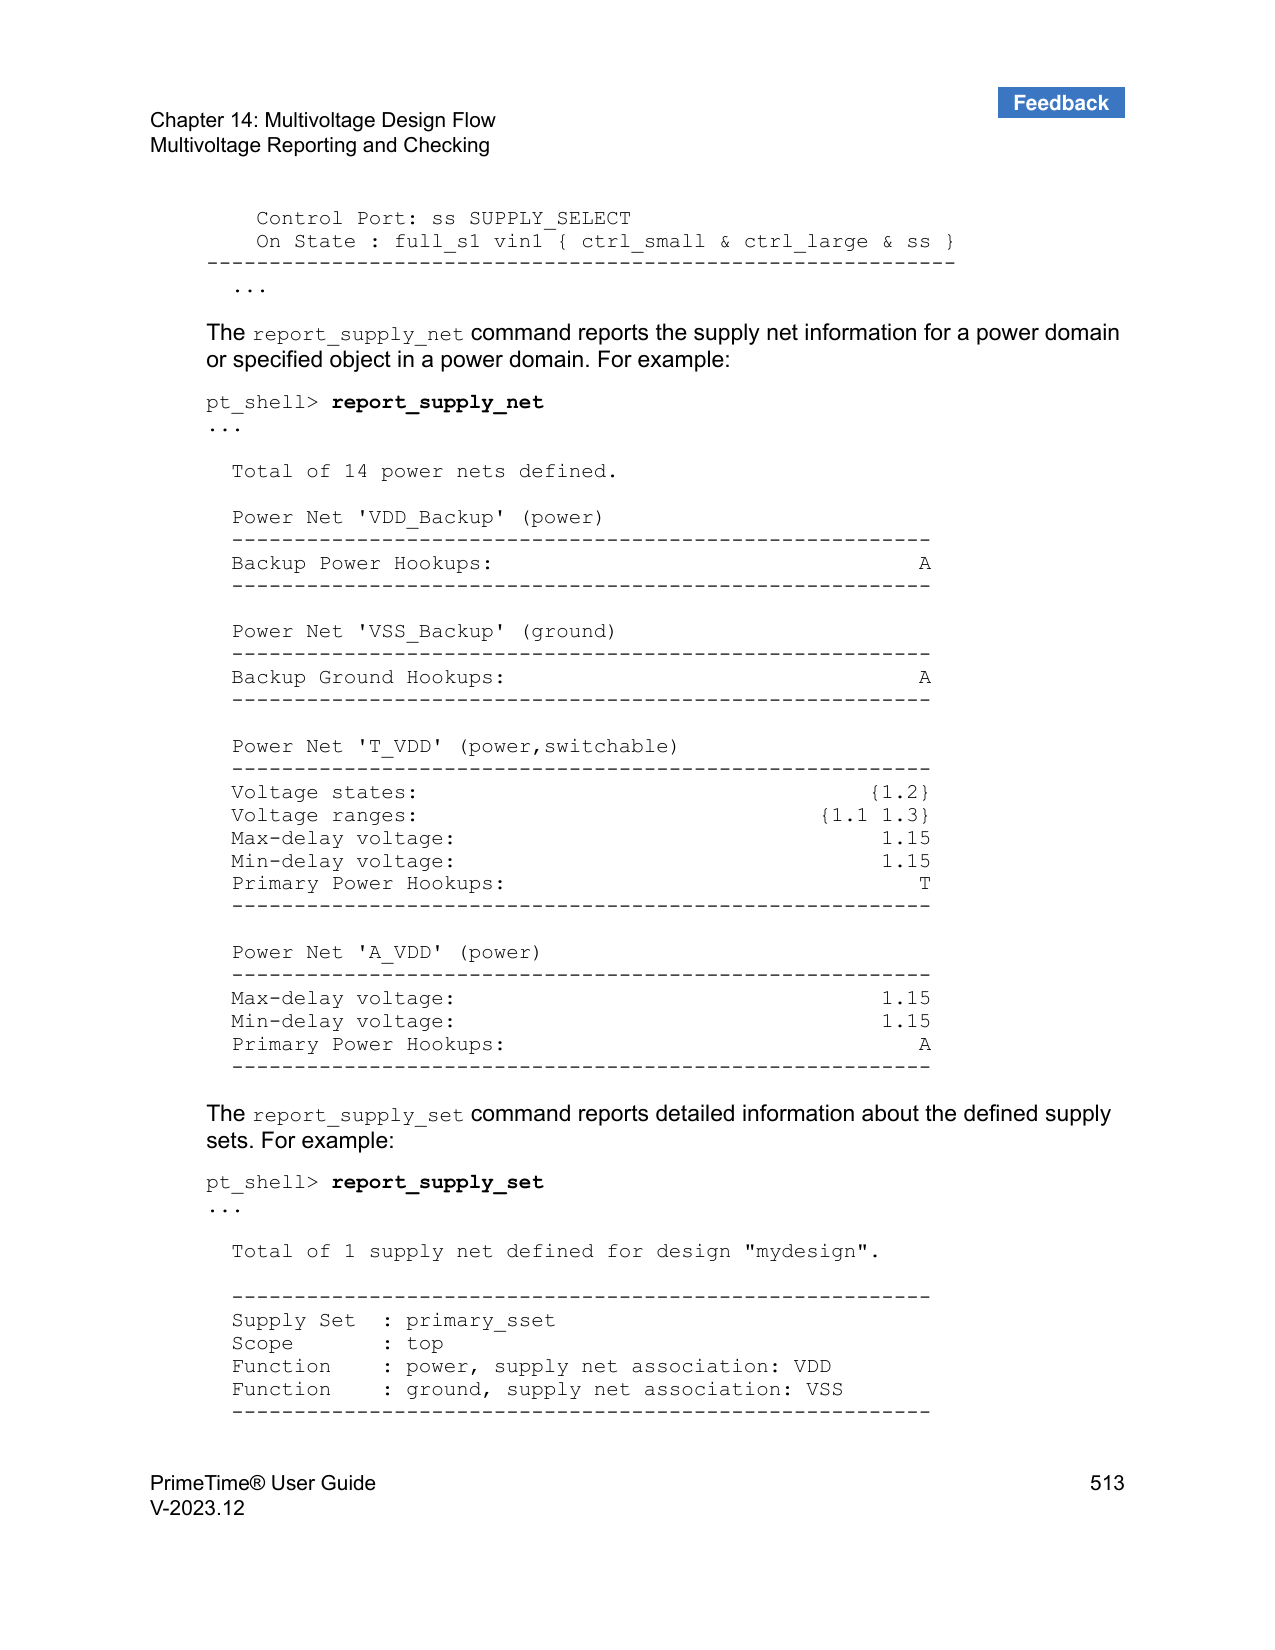 Feedback
Chapter 14: Multivoltage Design Flow
Multivoltage Reporting and Checking
Control Port: ss SUPPLY_SELECT
On State : full_s1 vin1 { ctrl_small & ctrl_large & ss }
------------------------------------------------------------
...
The report_supply_net command reports the supply net information for a power domain
or specified object in a power domain. For example:
pt_shell> report_supply_net
...
Total of 14 power nets defined.
Power Net 'VDD_Backup' (power)
--------------------------------------------------------
Backup Power Hookups: A
--------------------------------------------------------
Power Net 'VSS_Backup' (ground)
--------------------------------------------------------
Backup Ground Hookups: A
--------------------------------------------------------
Power Net 'T_VDD' (power,switchable)
--------------------------------------------------------
Voltage states: {1.2}
Voltage ranges: {1.1 1.3}
Max-delay voltage: 1.15
Min-delay voltage: 1.15
Primary Power Hookups: T
--------------------------------------------------------
Power Net 'A_VDD' (power)
--------------------------------------------------------
Max-delay voltage: 1.15
Min-delay voltage: 1.15
Primary Power Hookups: A
--------------------------------------------------------
The report_supply_set command reports detailed information about the defined supply
sets. For example:
pt_shell> report_supply_set
...
Total of 1 supply net defined for design "mydesign".
--------------------------------------------------------
Supply Set : primary_sset
Scope : top
Function : power, supply net association: VDD
Function : ground, supply net association: VSS
--------------------------------------------------------
PrimeTime® User Guide 513
V-2023.12